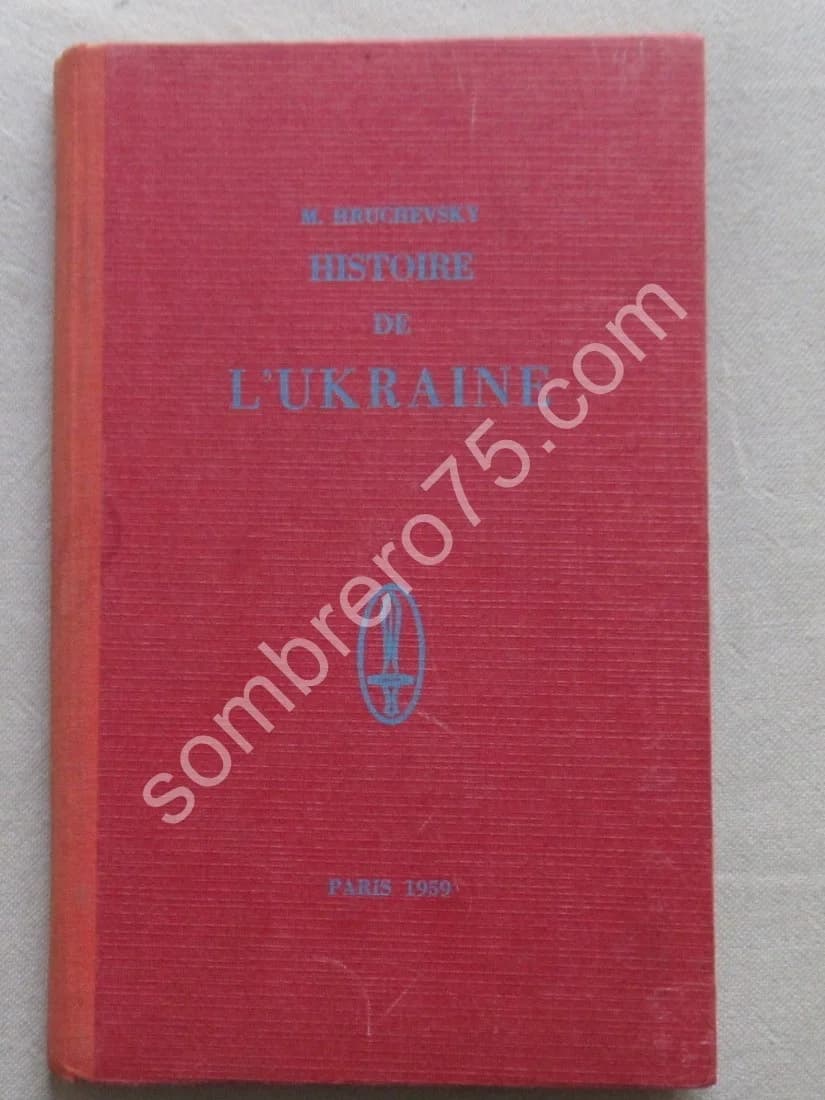 M. HRUCHEVSKY
HISTOIRE
DE
L'UKRAINE
sombrero75.com
PARIS 1959